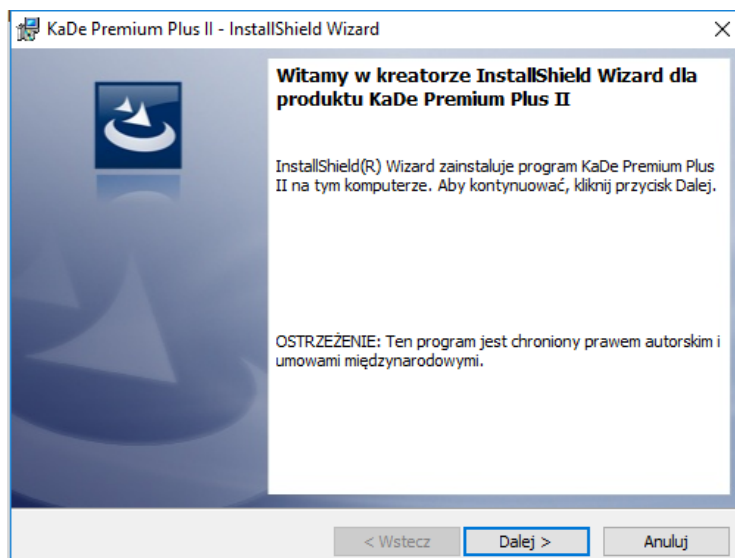 KaDe Premium Plus II - InstallShield Wizard
Witamy w kreatorze InstallShield Wizard dla
produktu KaDe Premium Plus II
InstallShield(R) Wizard zainstaluje program KaDe Premium Plus
II na tym komputerze. Aby kontynuować, kliknij przycisk Dalej.
OSTRZEŻENIE: Ten program jest chroniony prawem autorskim i
umowami międzynarodowymi.
< Wstecz
Dalej >
Anuluj